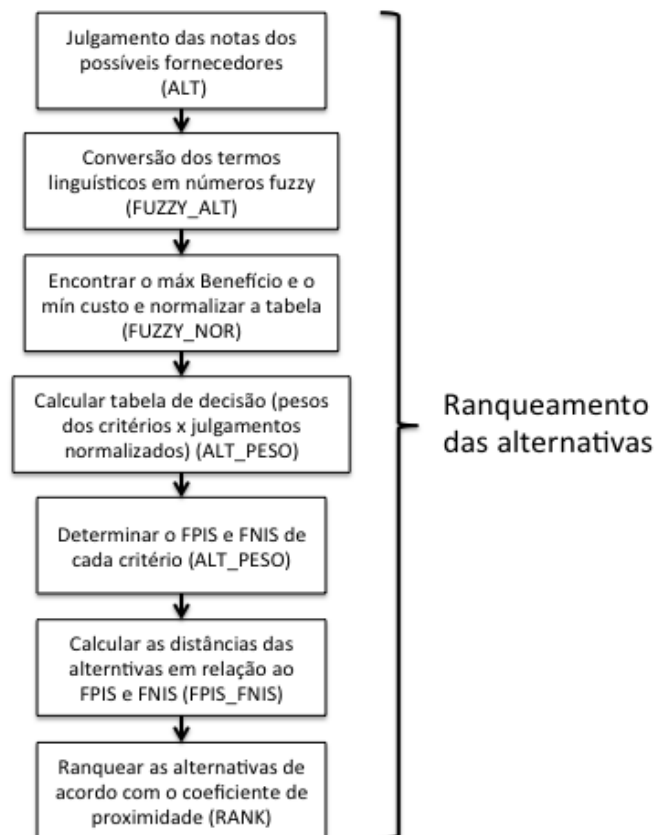 Julgamento das notas dos
possíveis fornecedores
(ALT)
Conversão dos termos
linguísticos em números fuzzy
(FUZZY_ALT)
Encontrar o máx Benefício e o
mín custo e normalizar a tabela
(FUZZY_NOR)
Calcular tabela de decisão (pesos
dos critérios x julgamentos
normalizados) (ALT_PESO)
Determinar o FPIS e FNIS de
cada critério (ALT_PESO)
Calcular as distâncias das
alterntivas em relação ao
FPIS e FNIS (FPIS_FNIS)
Ranquear as alternativas de
acordo com o coeficiente de
proximidade (RANK)
Ranqueamento
das alternativas